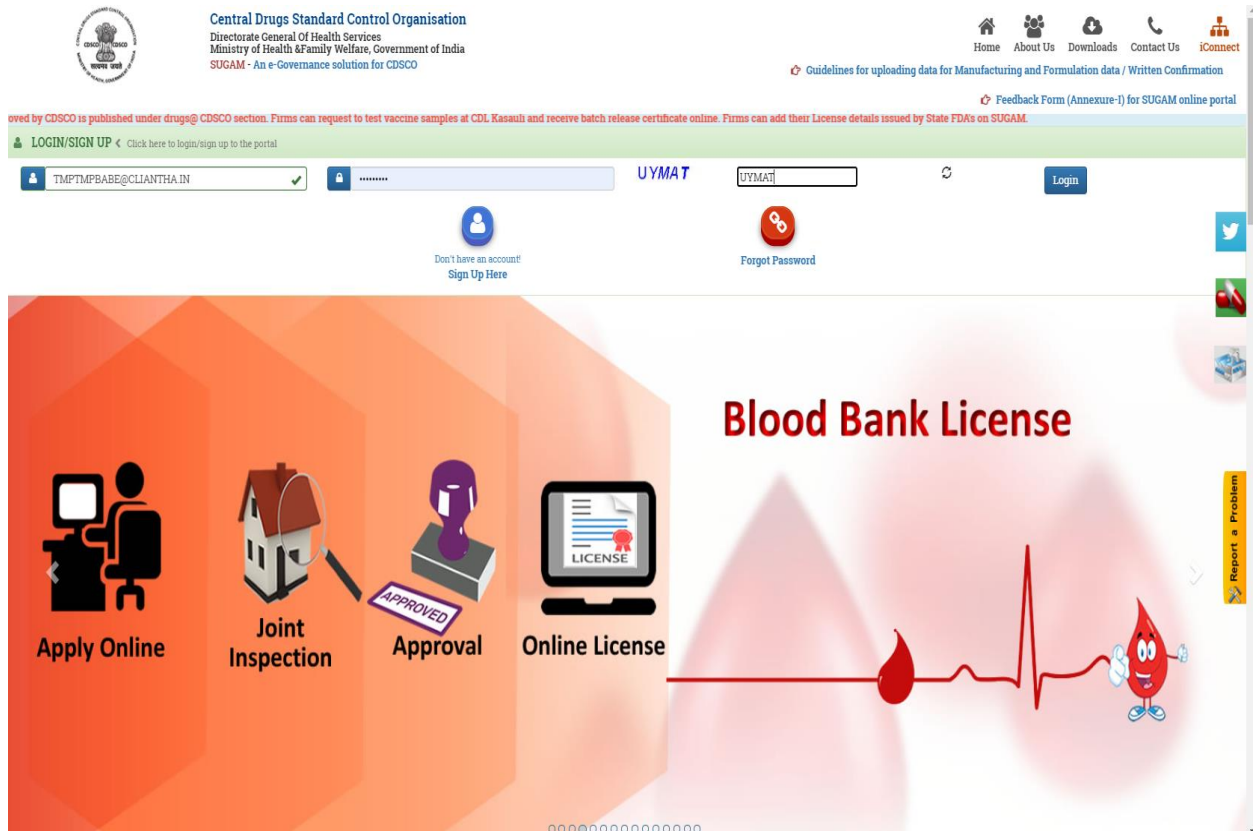 Central Drugs Standard Control Organisation
Directorate General Of Health Services
Ministry of Health &Family Welfare, Government of India
SUGAM - An e-Governance solution for CDSCO
CDSCO CDSCO
Home About Us Downloads Contact Us iConnect
Guidelines for uploading data for Manufacturing and Formulation data / Written Confirmation
Feedback Form (Annexure-I) for SUGAM online portal
oved by CDSCO is published under drugs@ CDSCO section. Firms can request to test vaccine samples at CDL Kasauli and receive batch release certificate online. Firms can add their License details issued by State FDA's on SUGAM.
LOGIN/SIGN UP < Click here to login/sign up to the portal
TMPTMPBABE@CLIANTHA.IN
UYMAT
UYMAT
Login
Don't have an account!
Sign Up Here
Forgot Password
Blood Bank License
LICENSE
APPROVED
Apply Online
Joint
Inspection
Approval
Online License
Report a Problem